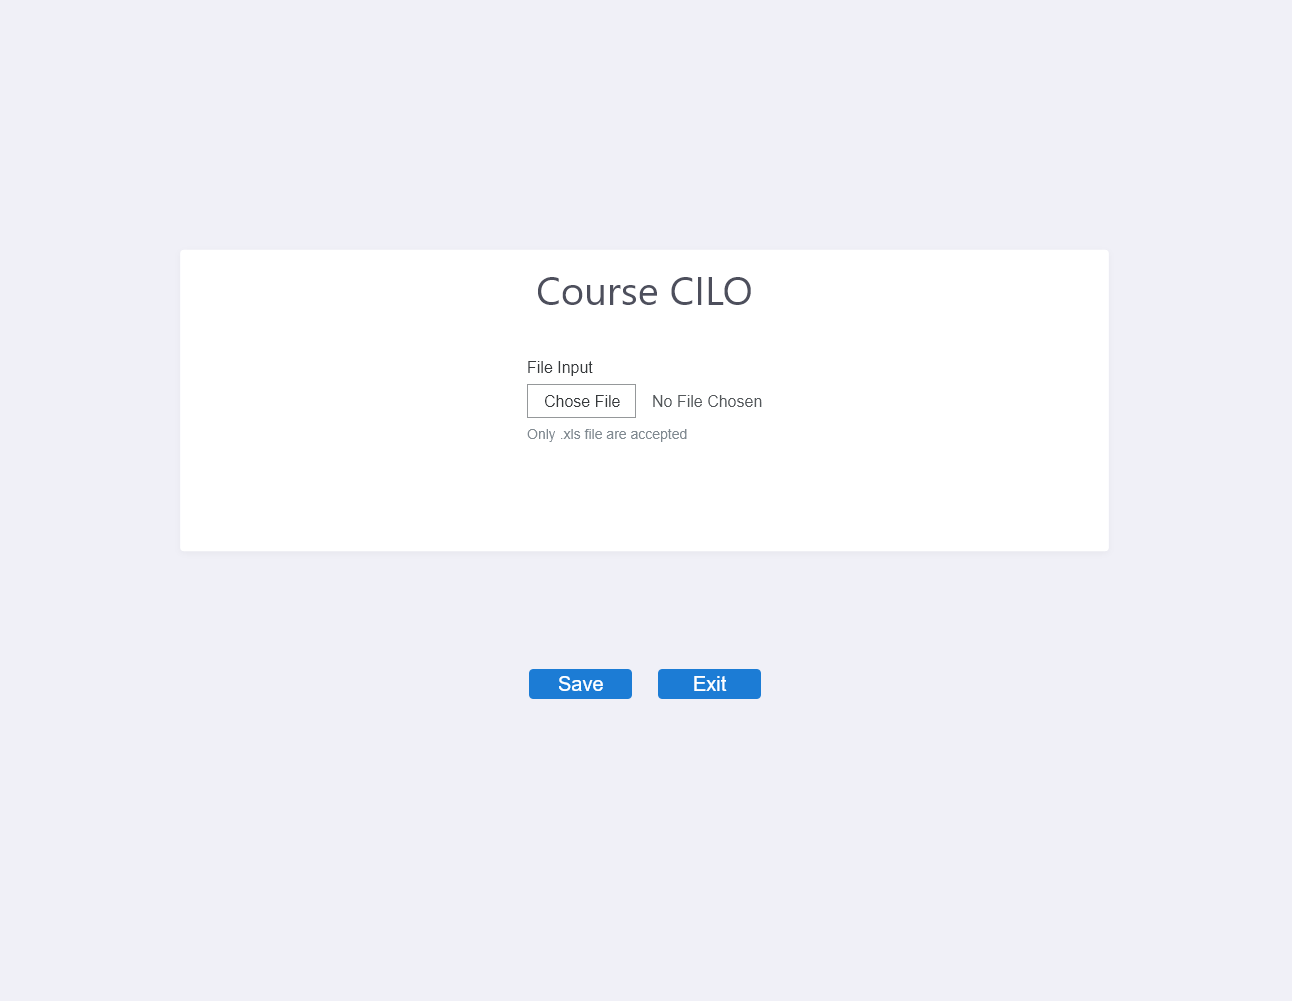 Course CILO
File Input
Chose File No File Chosen
Only .xls file are accepted
Save Exit